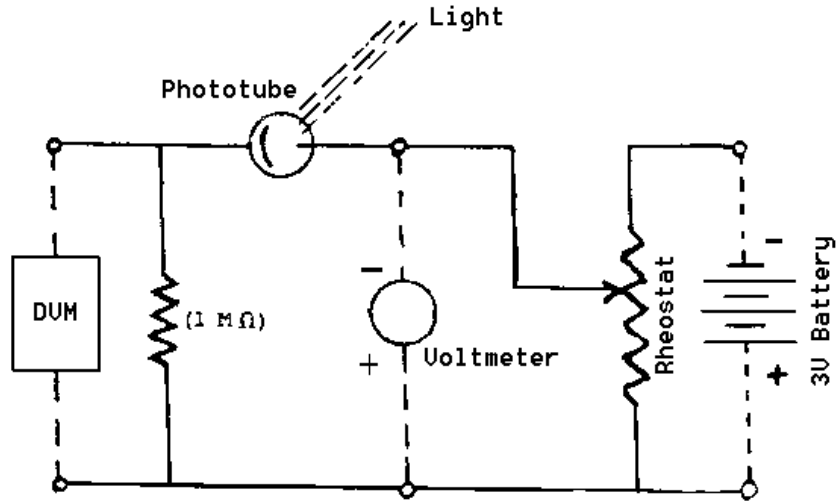 Light
Phototube
DVM
(1 MΩ)
-
+
Voltmeter
Rheostat
-
+
3V Battery